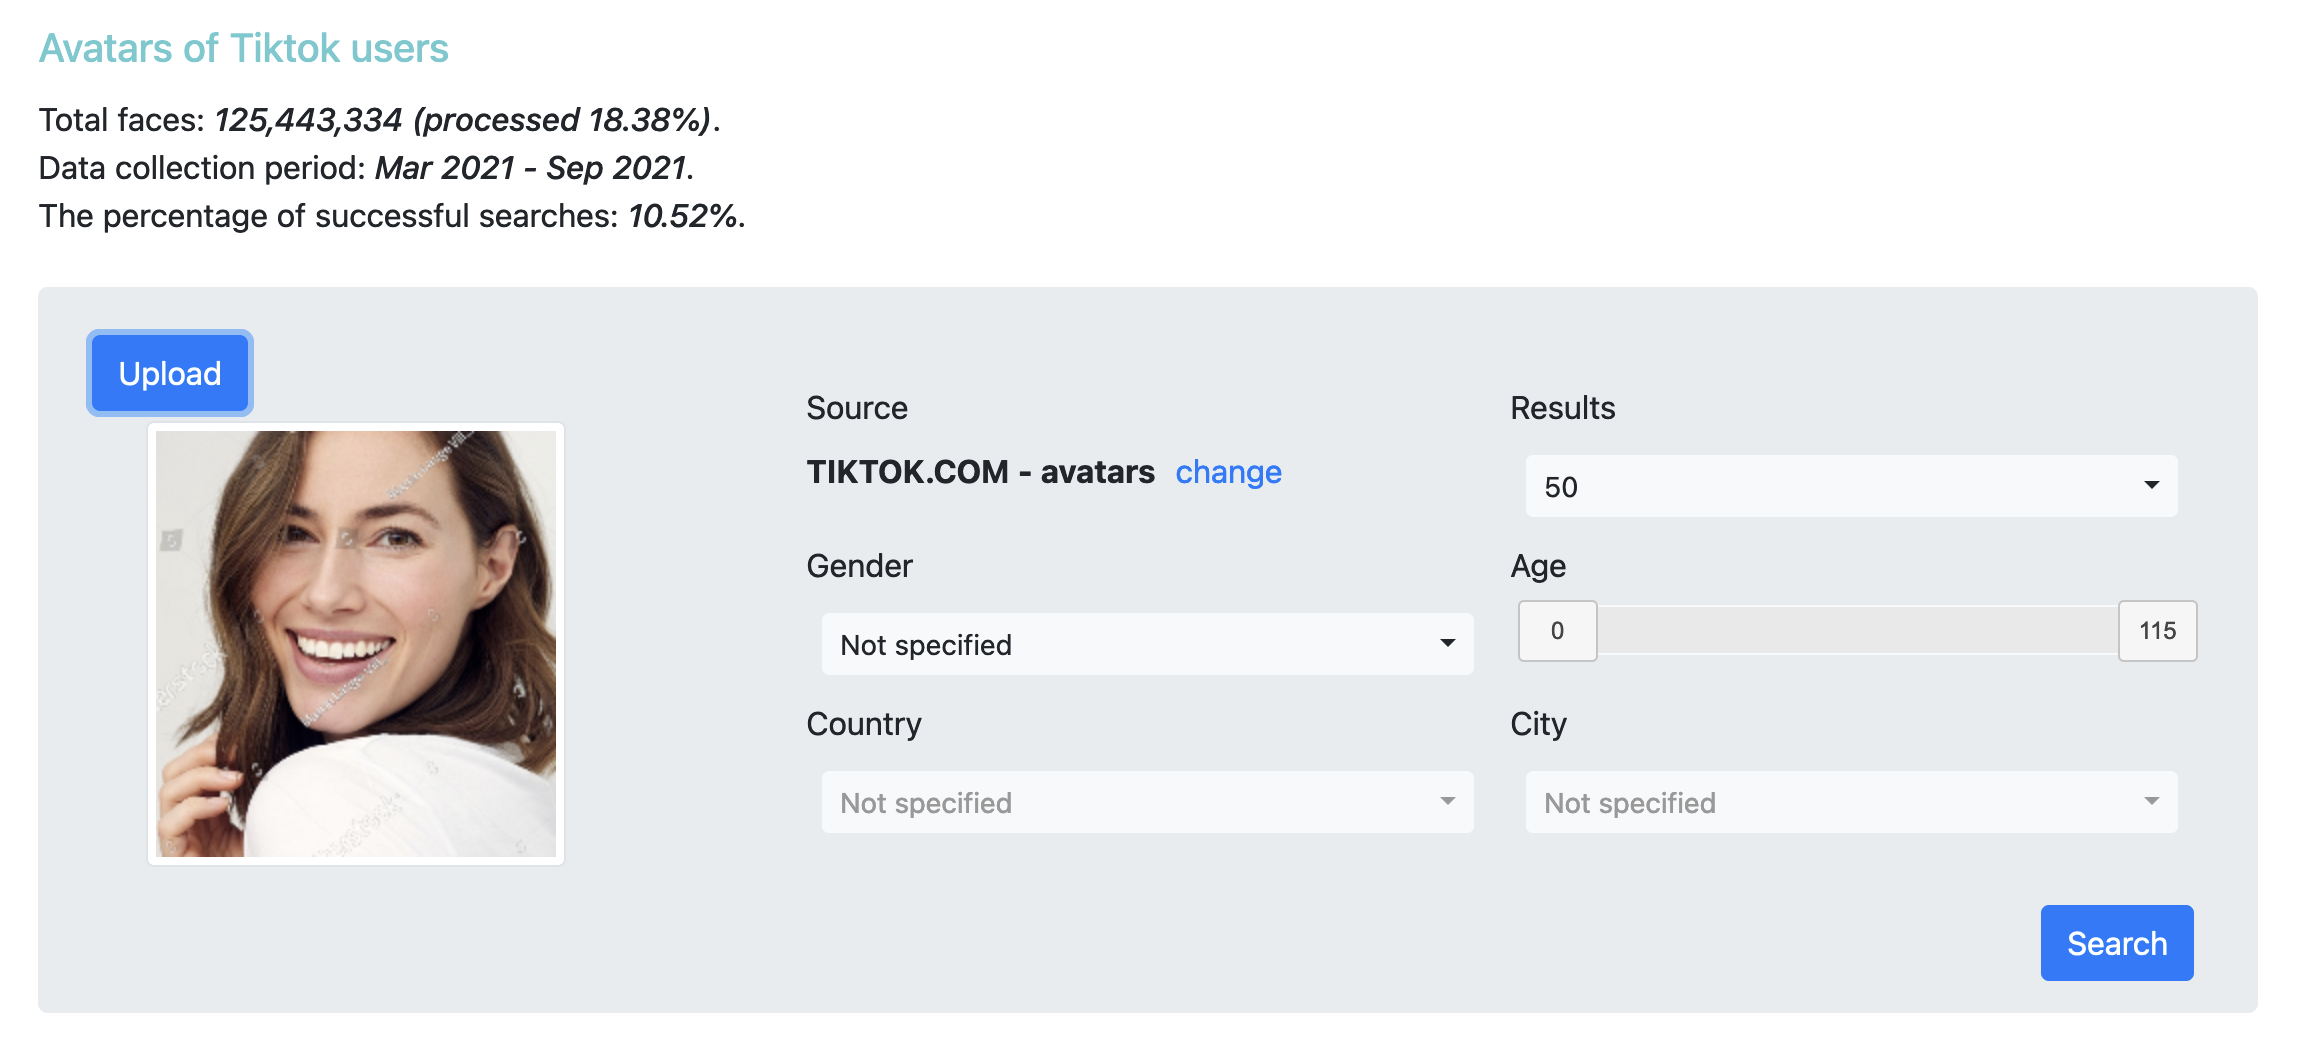 Avatars of Tiktok users
Total faces: 125,443,334 (processed 18.38%).
Data collection period: Mar 2021 - Sep 2021.
The percentage of successful searches: 10.52%.
Upload
Source
TIKTOK.COM - avatars change
Results
50
Gender
Not specified
Age
0
115
Country
Not specified
City
Not specified
Search